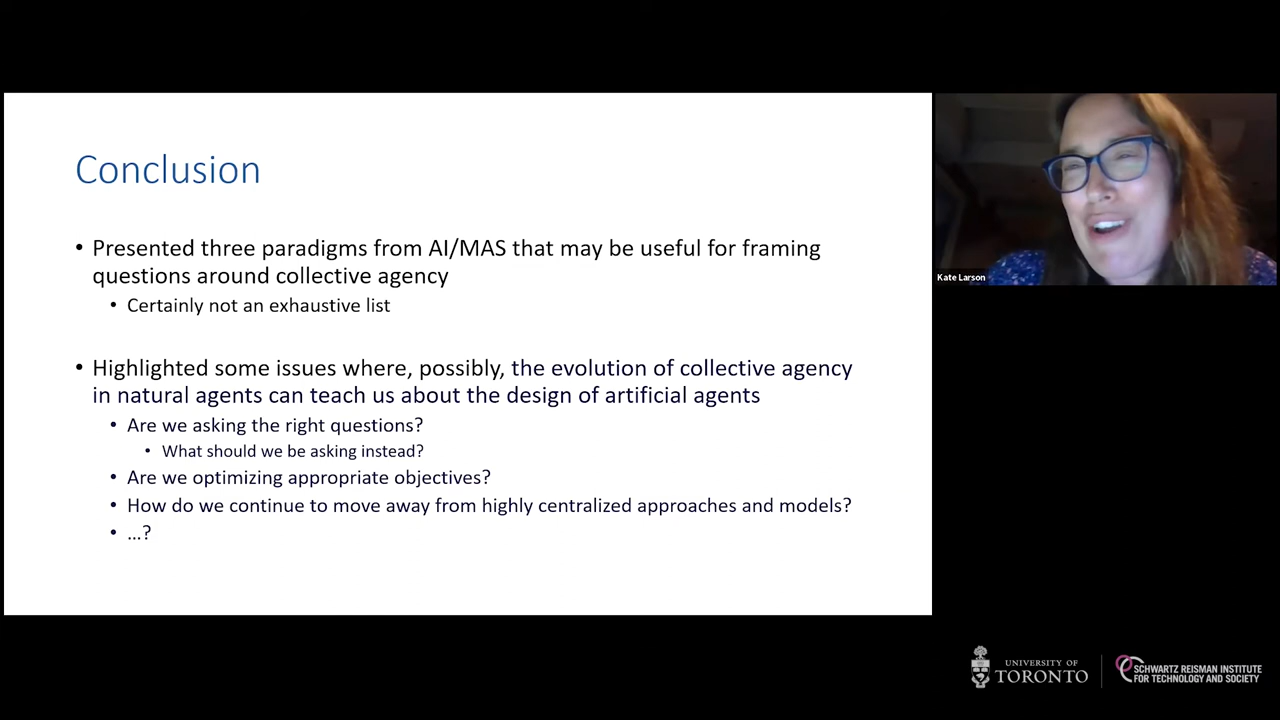 Conclusion
• Presented three paradigms from AI/MAS that may be useful for framing
questions around collective agency
• Certainly not an exhaustive list
• Highlighted some issues where, possibly, the evolution of collective agency
in natural agents can teach us about the design of artificial agents
• Are we asking the right questions?
• What should we be asking instead?
• Are we optimizing appropriate objectives?
• How do we continue to move away from highly centralized approaches and models?
• …?
Kate Larson
UNIVERSITY OF
TORONTO
SCHWARTZ REISMAN INSTITUTE
FOR TECHNOLOGY AND SOCIETY